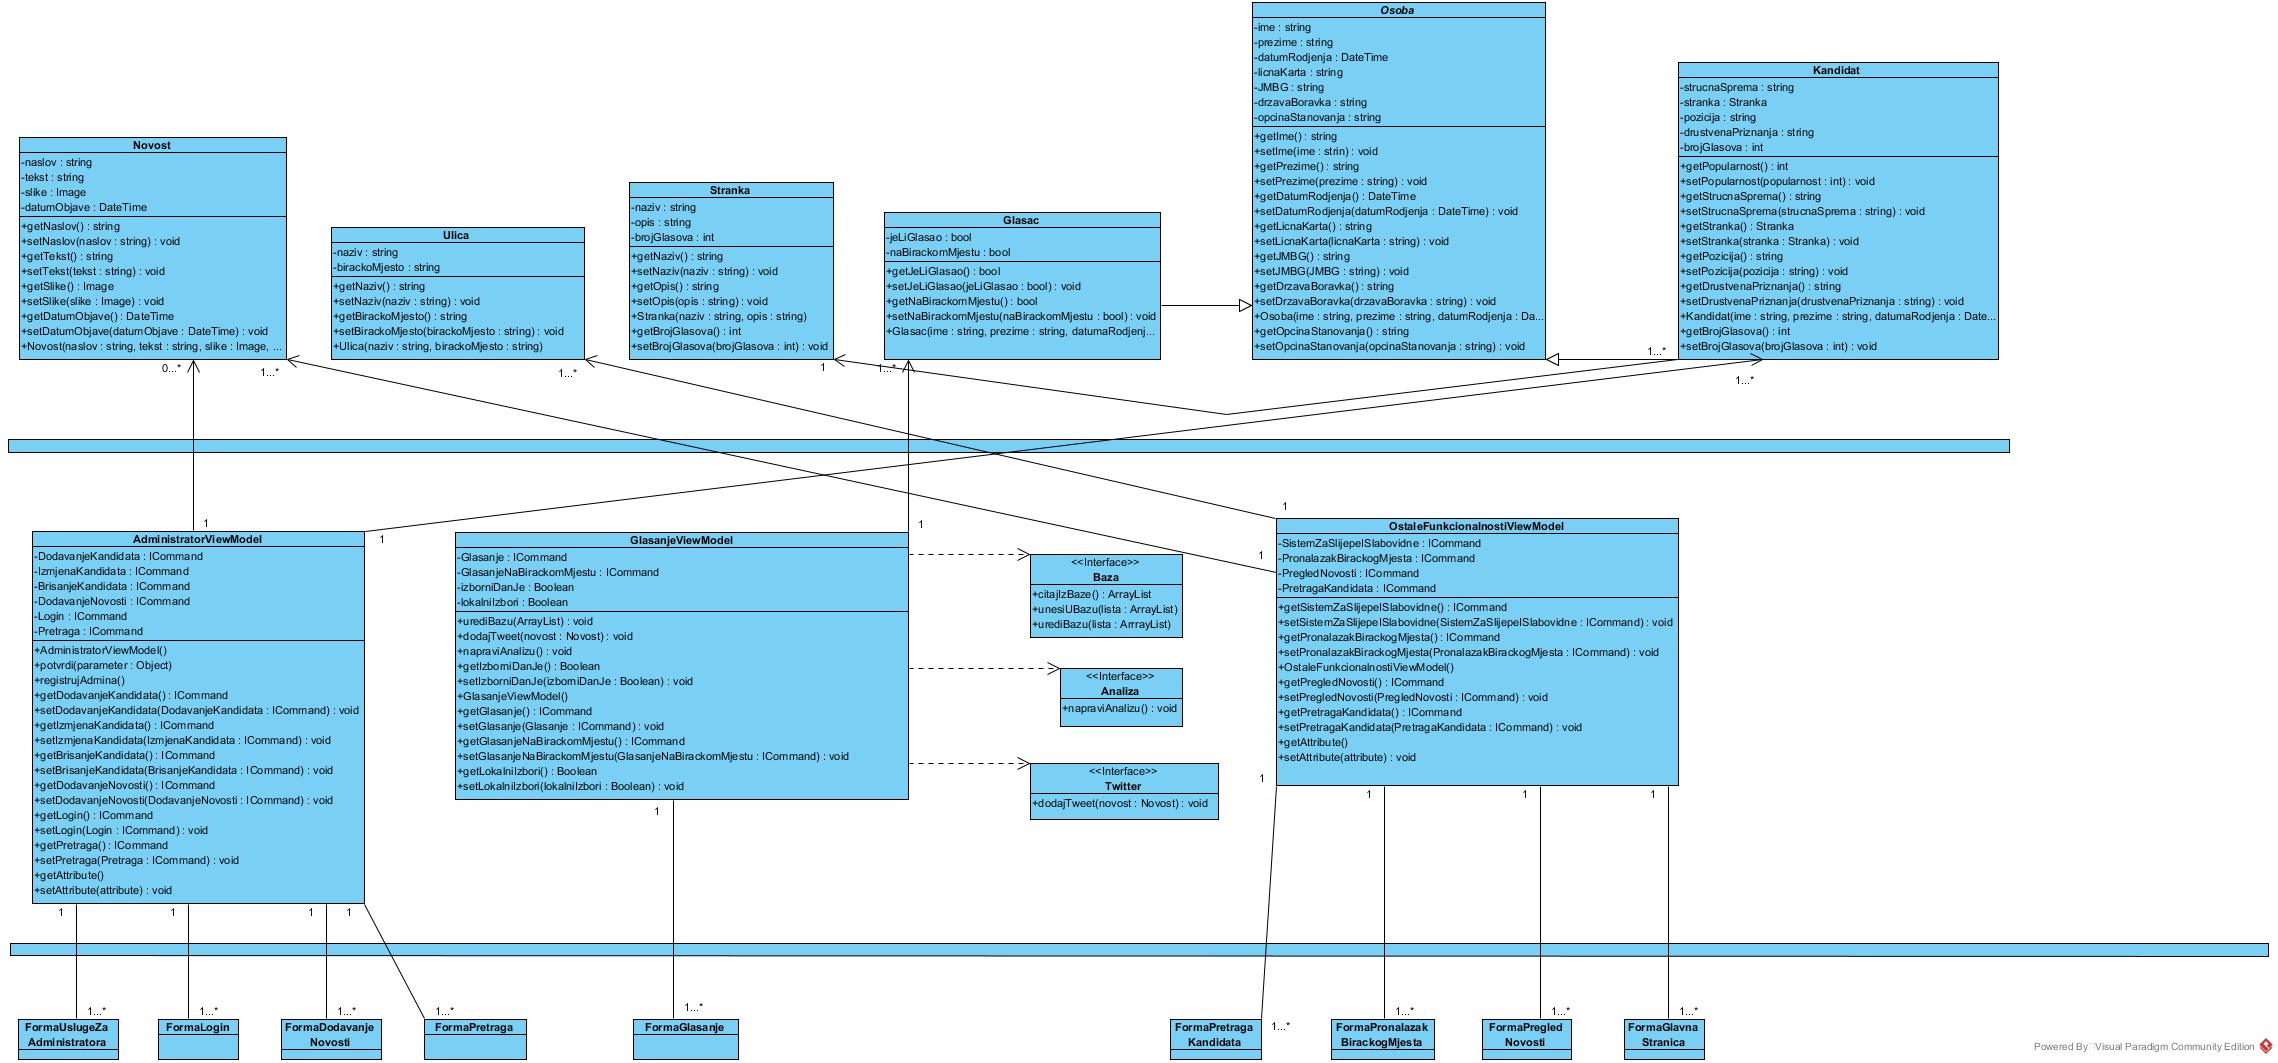 Osoba
-ime : string
-prezime : string
-datumRodjenja : DateTime
-licnaKarta : string
-JMBG : string
-drzavaBoravka : string
-opcinaStanovanja : string
+getIme() : string
+setIme(ime : strin) : void
+getPrezime() : string
+setPrezime(prezime : string) : void
+getDatumRodjenja() : DateTime
+setDatumRodjenja(datumRodjenja : DateTime) : void
+getLicnaKarta() : string
+setLicnaKarta(licnaKarta : string) : void
+getJMBG() : string
+setJMBG(JMBG : string) : void
+getDrzavaBoravka() : string
+setDrzavaBoravka(drzavaBoravka : string) : void
+Osoba(ime : string, prezime : string, datumRodjenja : Da...
+getOpcinaStanovanja() : string
+setOpcinaStanovanja(opcinaStanovanja : string) : void
Kandidat
-strucnaSprema : string
-stranka : Stranka
-pozicija : string
-drustvenaPriznanja : string
-brojGlasova : int
+getPopularnost() : int
+setPopularnost(popularnost : int) : void
+getStrucnaSprema() : string
+setStrucnaSprema(strucnaSprema : string) : void
+getStranka() : Stranka
+setStranka(stranka : Stranka) : void
+getPozicija() : string
+setPozicija(pozicija : string) : void
+getDrustvenaPriznanja() : string
+setDrustvenaPriznanja(drustvenaPriznanja : string) : void
+Kandidat(ime : string, prezime : string, datumaRodjenja : Date...
+getBrojGlasova() : int
+setBrojGlasova(brojGlasova : int) : void
Novost
-naslov : string
-tekst : string
-slike : Image
-datumObjave : DateTime
+getNaslov() : string
+setNaslov(naslov : string) : void
+getTekst() : string
+setTekst(tekst : string) : void
+getSlike() : Image
+setSlike(slike : Image) : void
+getDatumObjave() : DateTime
+setDatumObjave(datumObjave : DateTime) : void
+Novost(naslov : string, tekst : string, slike : Image, ...
Ulica
-naziv : string
-birackoMjesto : string
+getNaziv() : string
+setNaziv(naziv : string) : void
+getBirackoMjesto() : string
+setBirackoMjesto(birackoMjesto : string) : void
+Ulica(naziv : string, birackoMjesto : string)
Stranka
-naziv : string
-opis : string
-brojGlasova : int
+getNaziv() : string
+setNaziv(naziv : string) : void
+getOpis() : string
+setOpis(opis : string) : void
+Stranka(naziv : string, opis : string)
+getBrojGlasova() : int
+setBrojGlasova(brojGlasova : int) : void
Glasac
-jeLiGlasao : bool
-naBirackomMjestu : bool
+getJeLiGlasao() : bool
+setJeLiGlasao(jeLiGlasao : bool) : void
+getNaBirackomMjestu() : bool
+setNaBirackomMjestu(naBirackomMjestu : bool) : void
+Glasac(ime : string, prezime : string, datumaRodjenj...
0...*
1...*
1...*
1
1...*
1...*
1...*
1
1
1
1
1
AdministratorViewModel
-DodavanjeKandidata : ICommand
-IzmjenaKandidata : ICommand
-BrisanjeKandidata : ICommand
-DodavanjeNovosti : ICommand
-Login : ICommand
-Pretraga : ICommand
+AdministratorViewModel()
+potvrdi(parameter : Object)
+registrujAdmina()
+getDodavanjeKandidata() : ICommand
+setDodavanjeKandidata(DodavanjeKandidata : ICommand) : void
+getIzmjenaKandidata() : ICommand
+setIzmjenaKandidata(IzmjenaKandidata : ICommand) : void
+getBrisanjeKandidata() : ICommand
+setBrisanjeKandidata(BrisanjeKandidata : ICommand) : void
+getDodavanjeNovosti() : ICommand
+setDodavanjeNovosti(DodavanjeNovosti : ICommand) : void
+getLogin() : ICommand
+setLogin(Login : ICommand) : void
+getPretraga() : ICommand
+setPretraga(Pretraga : ICommand) : void
+getAttribute()
+setAttribute(attribute) : void
GlasanjeViewModel
-Glasanje : ICommand
-GlasanjeNaBirackomMjestu : ICommand
-izborniDanJe : Boolean
-lokalniIzbori : Boolean
+urediBazu(ArrayList) : void
+dodajTweet(novost : Novost) : void
+napraviAnalizu() : void
+getIzborniDanJe() : Boolean
+setIzborniDanJe(izborniDanJe : Boolean) : void
+GlasanjeViewModel()
+getGlasanje() : ICommand
+setGlasanje(Glasanje : ICommand) : void
+getGlasanjeNaBirackomMjestu() : ICommand
+setGlasanjeNaBirackomMjestu(GlasanjeNaBirackomMjestu : ICommand) : void
+getLokalniIzbori() : Boolean
+setLokalniIzbori(lokalniIzbori : Boolean) : void
<<Interface>>
Baza
+citajIzBaze() : ArrayList
+unesiUBazu(lista : ArrayList)
+urediBazu(lista : ArrrayList)
<<Interface>>
Analiza
+napraviAnalizu() : void
<<Interface>>
Twitter
+dodajTweet(novost : Novost) : void
OstaleFunkcionalnostiViewModel
-SistemZaSlijepeISlabovidne : ICommand
-PronalazakBirackogMjesta : ICommand
-PregledNovosti : ICommand
-PretragaKandidata : ICommand
+getSistemZaSlijepeISlabovidne() : ICommand
+setSistemZaSlijepeISlabovidne(SistemZaSlijepeISlabovidne : ICommand) : void
+getPronalazakBirackogMjesta() : ICommand
+setPronalazakBirackogMjesta(PronalazakBirackogMjesta : ICommand) : void
+OstaleFunkcionalnostiViewModel()
+getPregledNovosti() : ICommand
+setPregledNovosti(PregledNovosti : ICommand) : void
+getPretragaKandidata() : ICommand
+setPretragaKandidata(PretragaKandidata : ICommand) : void
+getAttribute()
+setAttribute(attribute) : void
1
1
1
1
1
1
1
1
1
1...*
1...*
1...*
1...*
1...*
1...*
1...*
1...*
1...*
FormaUslugeZa
Administratora
FormaLogin
FormaDodavanje
Novosti
FormaPretraga
FormaGlasanje
FormaPretraga
Kandidata
FormaPronalazak
BirackogMjesta
FormaPregled
Novosti
FormaGlavna
Stranica
Powered By Visual Paradigm Community Edition